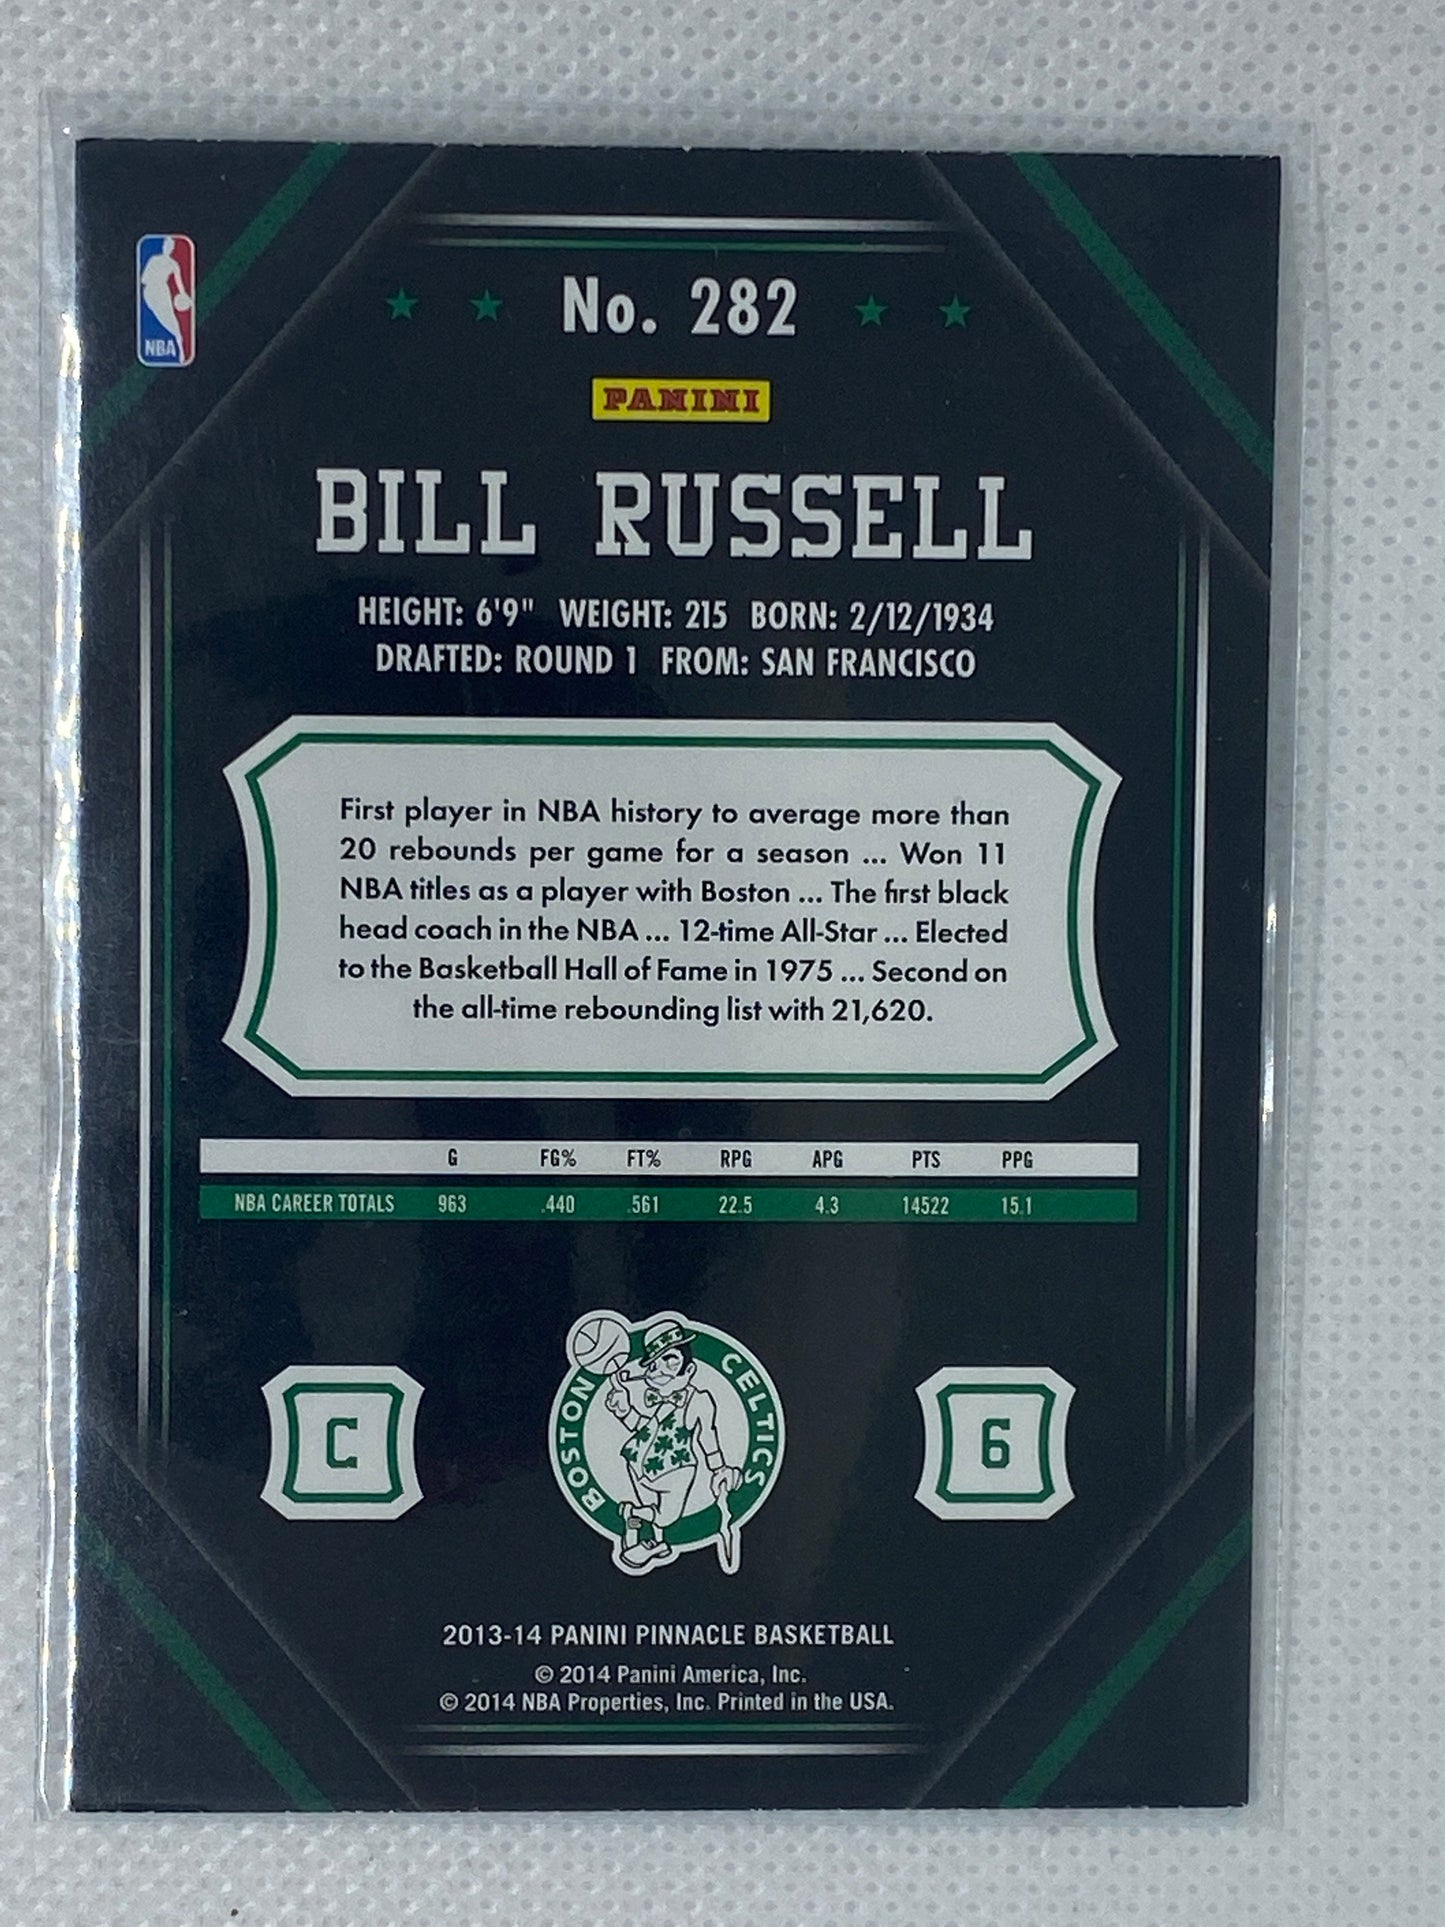 NBA
No. 282
PANINI
BILL RUSSELL
HEIGHT: 6'9" WEIGHT: 215 BORN: 2/12/1934
DRAFTED: ROUND 1 FROM: SAN FRANCISCO
First player in NBA history to average more than
20 rebounds per game for a season ... Won 11
NBA titles as a player with Boston ... The first black
head coach in the NBA ... 12-time All-Star ... Elected
to the Basketball Hall of Fame in 1975 ... Second on
the all-time rebounding list with 21,620.
G FG% FT% RPG APG PTS PPG
NBA CAREER TOTALS 963 .440 .561 22.5 4.3 14522 15.1
C
BOSTON CELTICS
6
2013-14 PANINI PINNACLE BASKETBALL
© 2014 Panini America, Inc.
© 2014 NBA Properties, Inc. Printed in the USA.